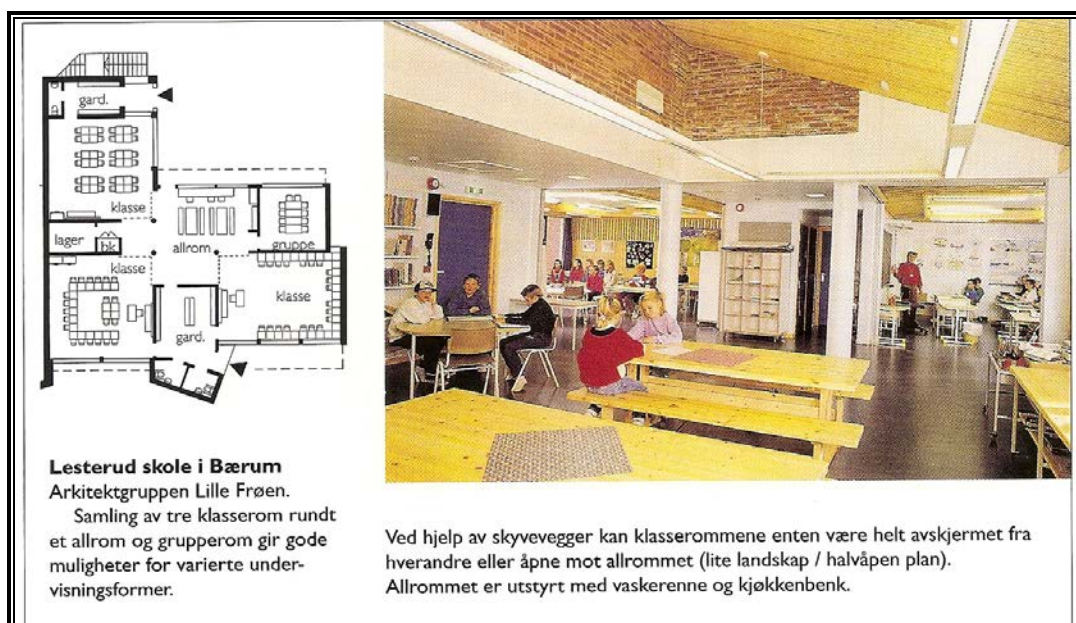 gard.
klasse
lager
bk
allrom
gruppe
klasse
klasse
gard.
Lesterud skole i Bærum
Arkitektgruppen Lille Frøen.
Samling av tre klasserom rundt
et allrom og grupperom gir gode
muligheter for varierte under-
visningsformer.
Ved hjelp av skyvevegger kan klasserommene enten være helt avskjermet fra
hverandre eller åpne mot allrommet (lite landskap / halvåpen plan).
Allrommet er utstyrt med vaskerenne og kjøkkenbenk.